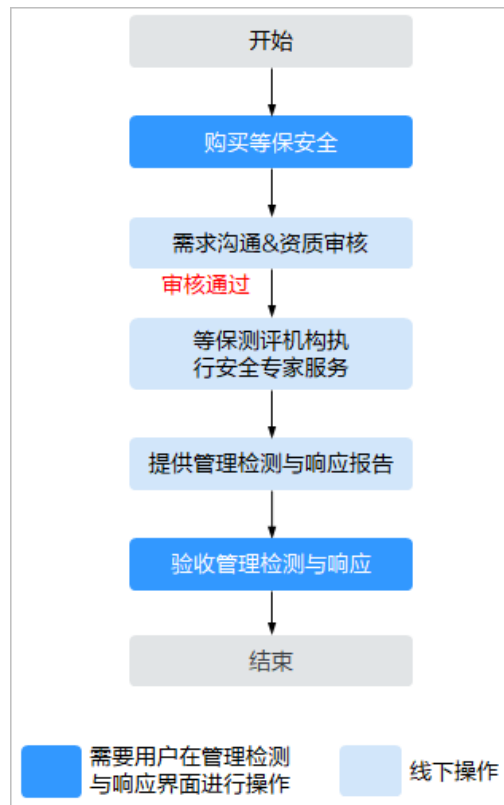 开始
购买等保安全
需求沟通&资质审核
审核通过
等保测评机构执
行安全专家服务
提供管理检测与响应报告
验收管理检测与响应
结束
需要用户在管理检测
与响应界面进行操作
线下操作